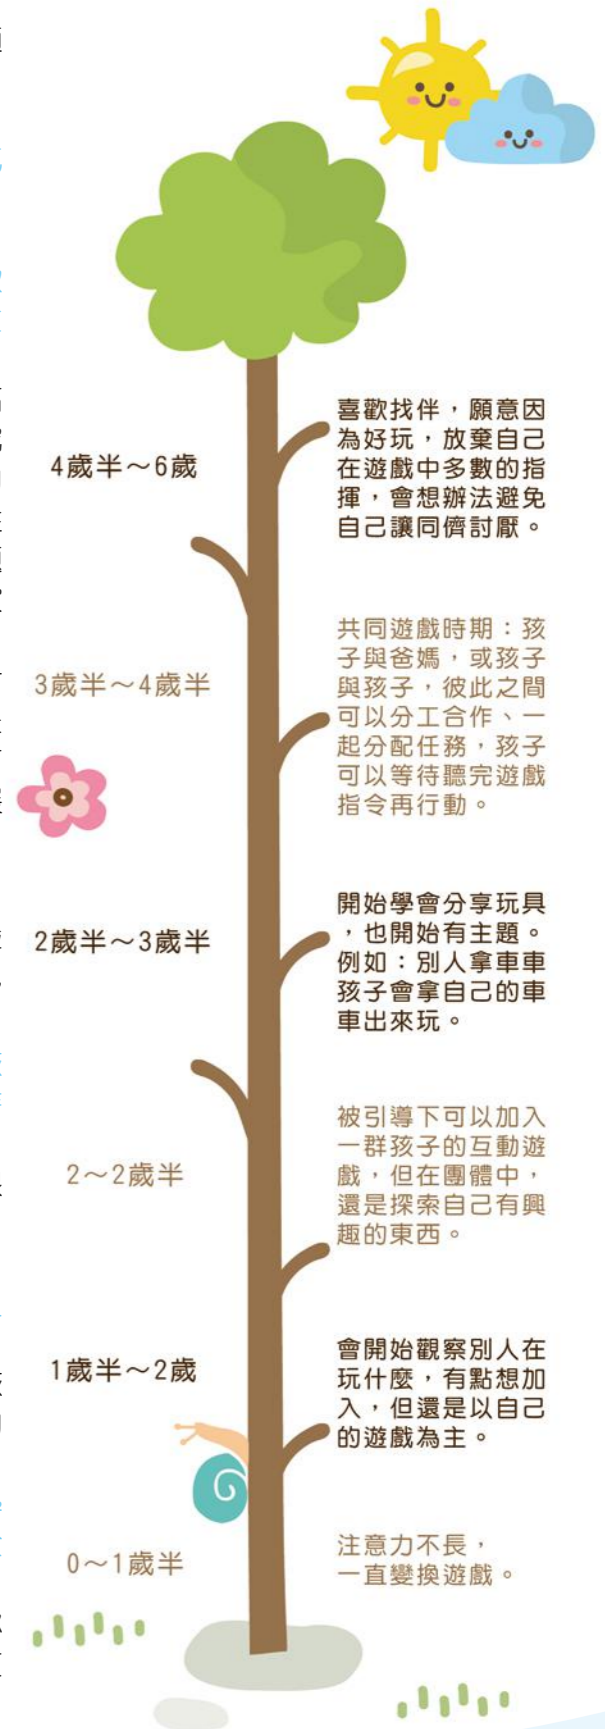 4歲半～6歲
喜歡找伴，願意因
為好玩，放棄自己
在遊戲中多數的指
揮，會想辦法避免
自己讓同儕討厭。
3歲半～4歲半
共同遊戲時期：孩
子與爸媽，或孩子
與孩子，彼此之間
可以分工合作、一
起分配任務，孩子
可以等待聽完遊戲
指令再行動。
2歲半～3歲半
開始學會分享玩具
，也開始有主題。
例如：別人拿車車
孩子會拿自己的車
車出來玩。
2～2歲半
被引導下可以加入
一群孩子的互動遊
戲，但在團體中，
還是探索自己有興
趣的東西。
1歲半～2歲
會開始觀察別人在
玩什麼，有點想加
入，但還是以自己
的遊戲為主。
0～1歲半
注意力不長，
一直變換遊戲。